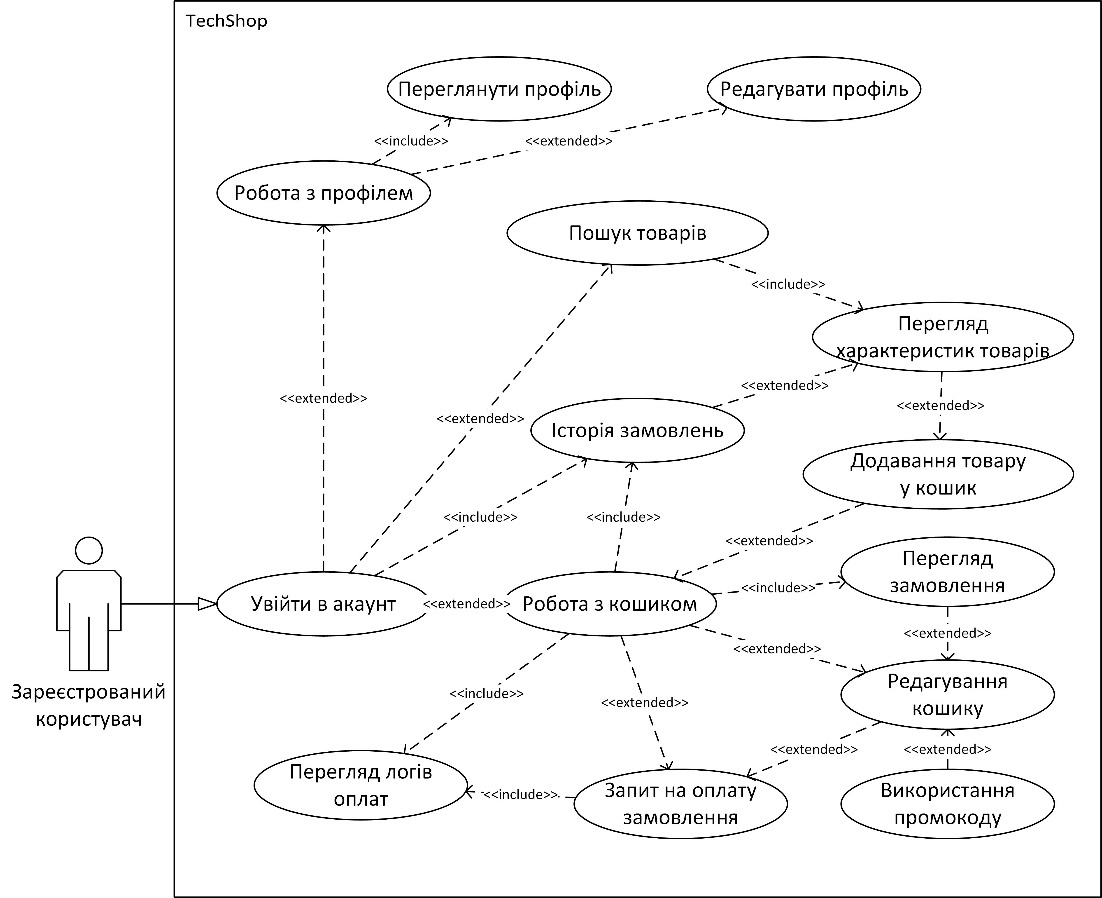 TechShop
Переглянути профіль
Редагувати профіль
<<include>>
<<extended>>
Робота з профілем
Пошук товарів
<<include>>
Перегляд
характеристик товарів
<<extended>>
<<extended>>
<<extended>>
<<extended>>
Історія замовлень
Додавання товару
у кошик
<<include>>
<<include>>
<<extended>>
Перегляд
замовлення
Увійти в акаунт
<<extended>>
Робота з кошиком
<<include>>
<<extended>>
<<extended>>
Зареєстрований
користувач
Редагування
кошику
<<include>>
<<extended>>
<<extended>>
<<extended>>
Перегляд логів
оплат
<<include>>
Запит на оплату
замовлення
Використання
промокоду